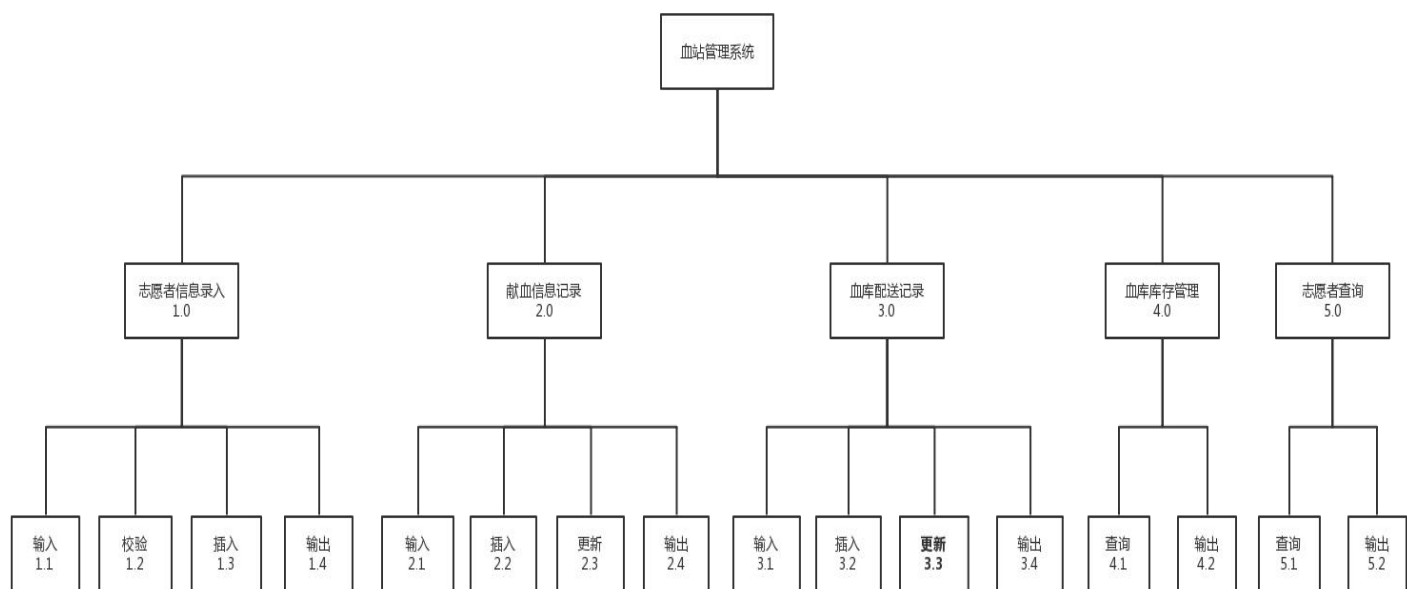 血站管理系统
志愿者信息录入
1.0
献血信息记录
2.0
血库配送记录
3.0
血库库存管理
4.0
志愿者查询
5.0
输入
1.1
校验
1.2
插入
1.3
输出
1.4
输入
2.1
插入
2.2
更新
2.3
输出
2.4
输入
3.1
插入
3.2
更新
3.3
输出
3.4
查询
4.1
输出
4.2
查询
5.1
输出
5.2